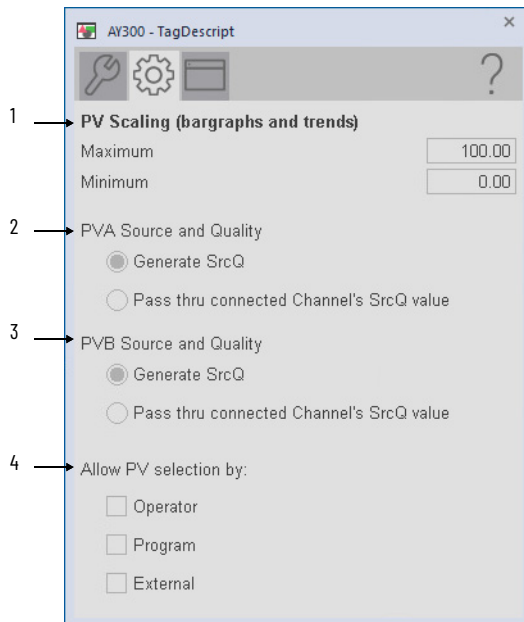 AY300 - TagDescript
×
?
1
PV Scaling (bargraphs and trends)
Maximum 100.00
Minimum 0.00
2
PVA Source and Quality
Generate SrcQ
Pass thru connected Channel's SrcQ value
3
PVB Source and Quality
Generate SrcQ
Pass thru connected Channel's SrcQ value
4
Allow PV selection by:
Operator
Program
External